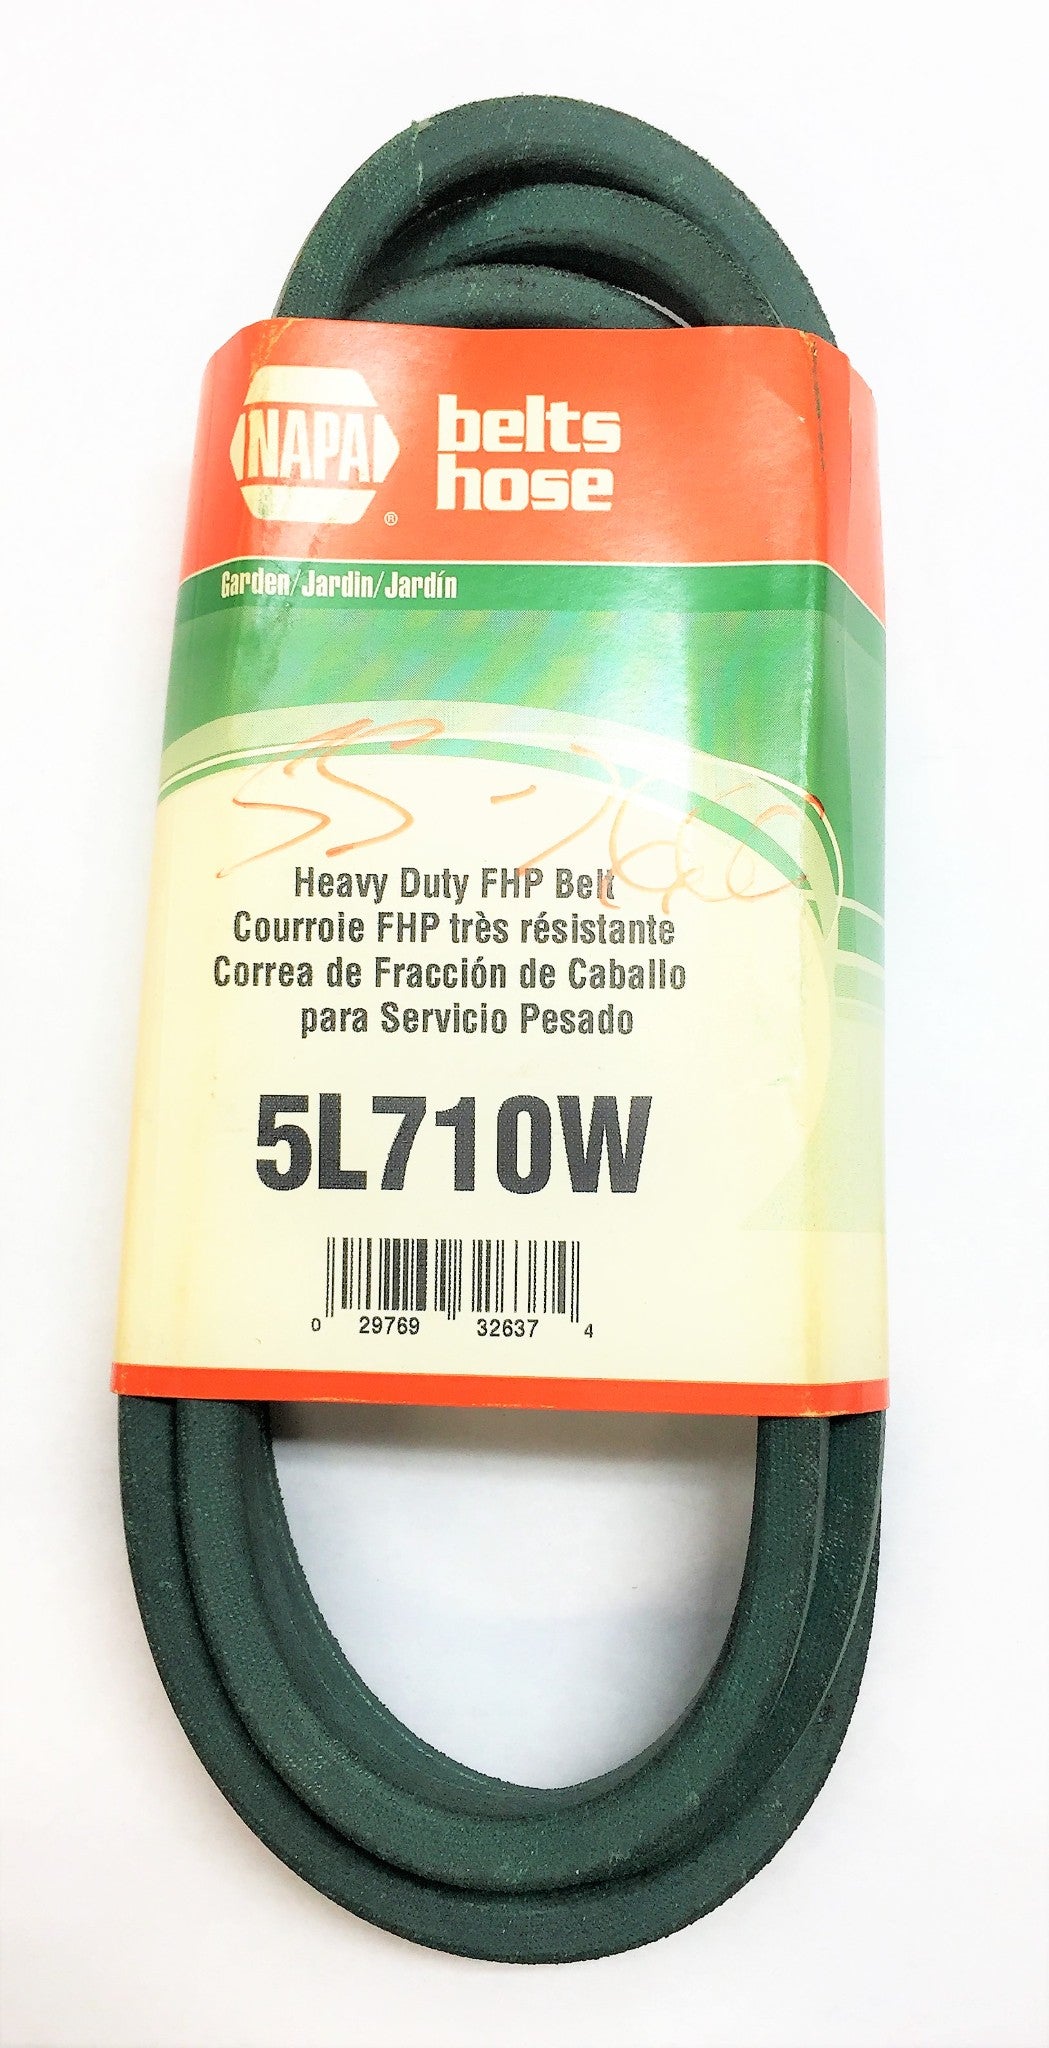 NAPA
®
belts
hose
Garden/Jardin/Jardín
Heavy Duty FHP Belt
Courroie FHP très résistante
Correa de Fracción de Caballo
para Servicio Pesado
5L710W
0 29769 32637 4